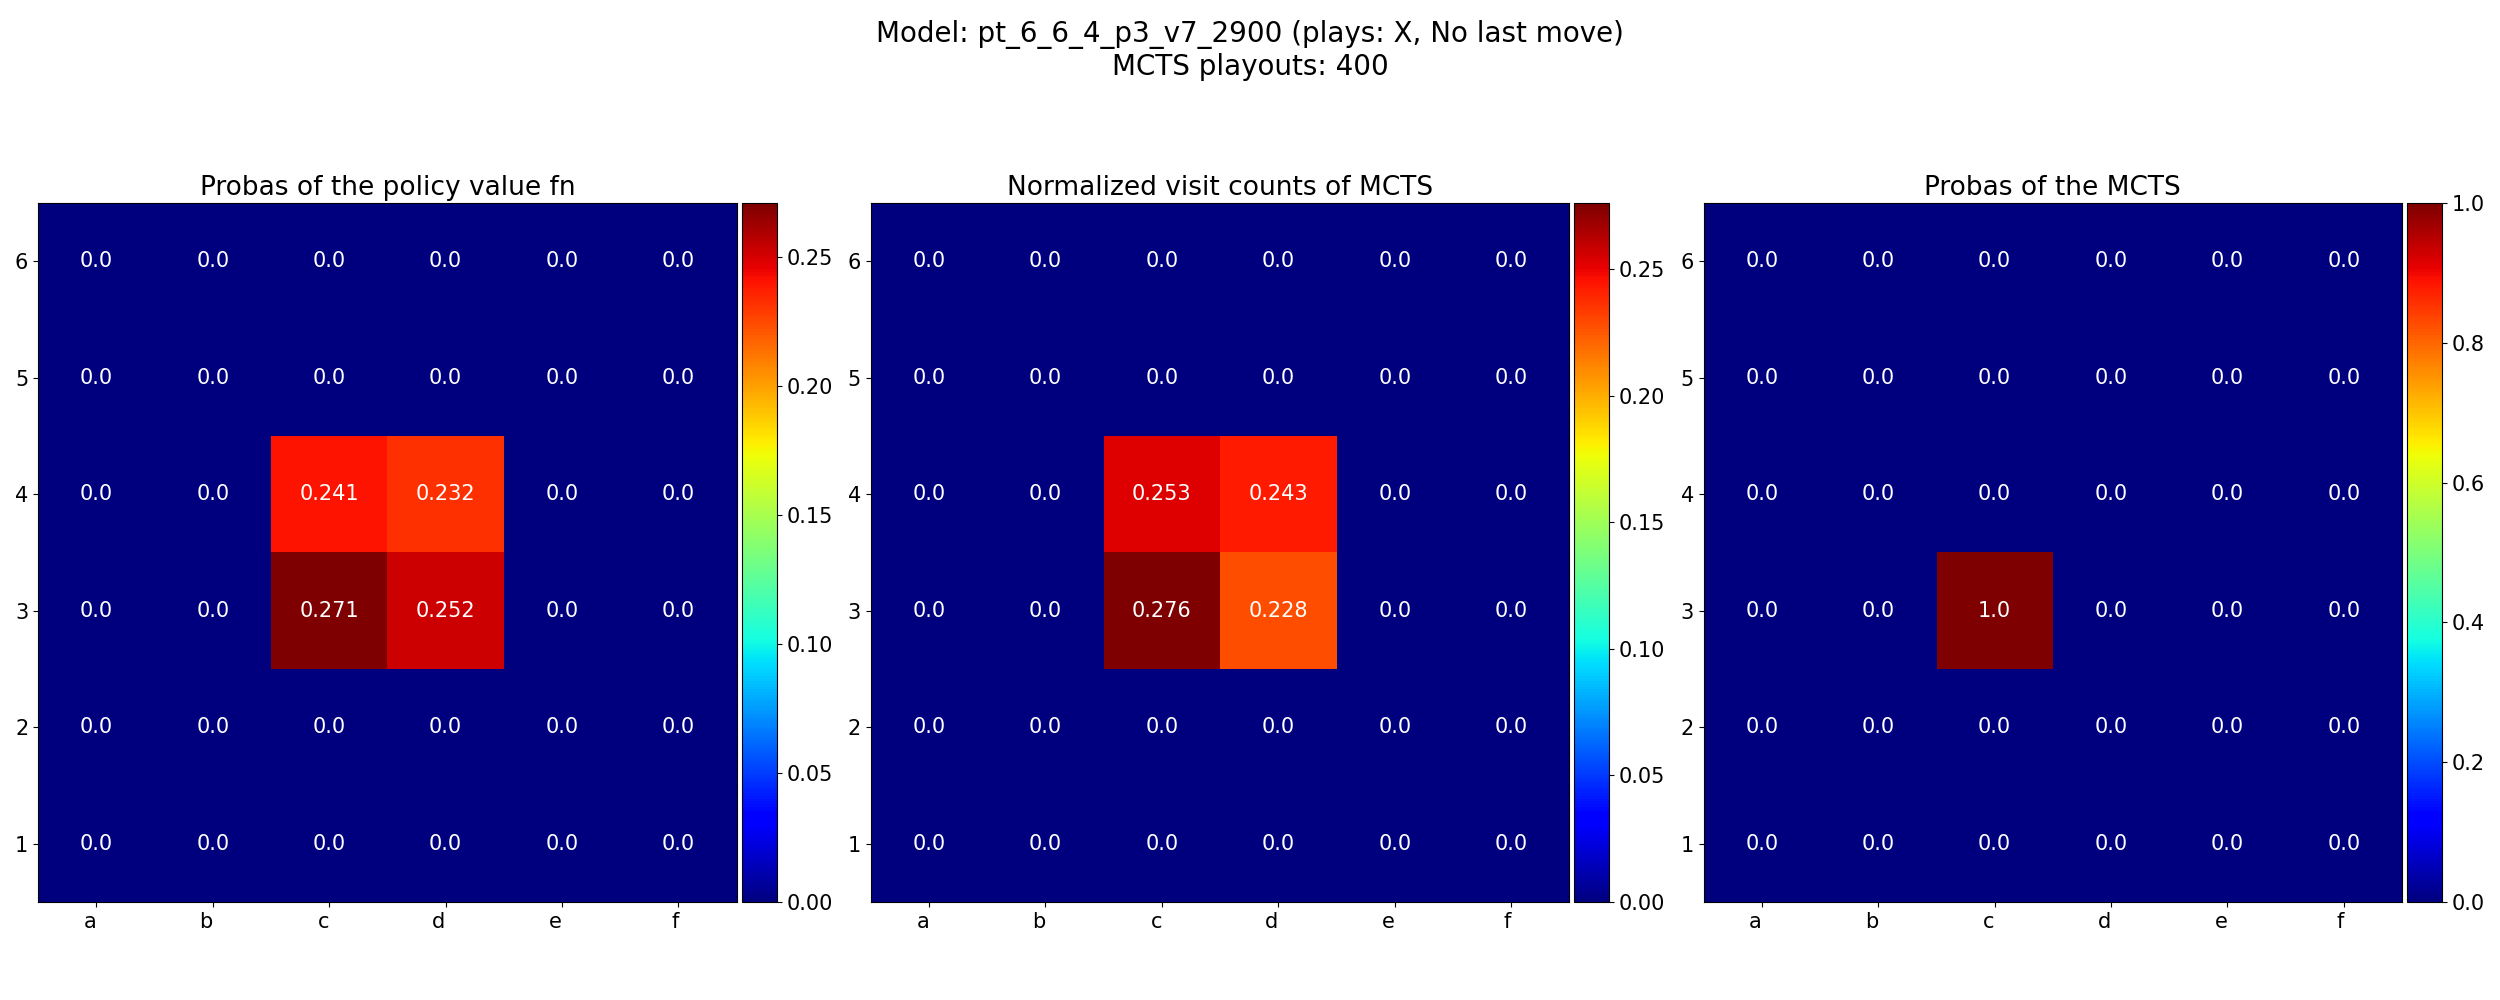 Model: pt_6_6_4_p3_v7_2900 (plays: X, No last move)
MCTS playouts: 400
Probas of the policy value fn
6 0.0 0.0 0.0 0.0 0.0 0.0
5 0.0 0.0 0.0 0.0 0.0 0.0
4 0.0 0.0 0.241 0.232 0.0 0.0
3 0.0 0.0 0.271 0.252 0.0 0.0
2 0.0 0.0 0.0 0.0 0.0 0.0
1 0.0 0.0 0.0 0.0 0.0 0.0
a b c d e f
0.25
0.20
0.15
0.10
0.05
0.00
Normalized visit counts of MCTS
6 0.0 0.0 0.0 0.0 0.0 0.0
5 0.0 0.0 0.0 0.0 0.0 0.0
4 0.0 0.0 0.253 0.243 0.0 0.0
3 0.0 0.0 0.276 0.228 0.0 0.0
2 0.0 0.0 0.0 0.0 0.0 0.0
1 0.0 0.0 0.0 0.0 0.0 0.0
a b c d e f
0.25
0.20
0.15
0.10
0.05
0.00
Probas of the MCTS
6 0.0 0.0 0.0 0.0 0.0 0.0
5 0.0 0.0 0.0 0.0 0.0 0.0
4 0.0 0.0 0.0 0.0 0.0 0.0
3 0.0 0.0 1.0 0.0 0.0 0.0
2 0.0 0.0 0.0 0.0 0.0 0.0
1 0.0 0.0 0.0 0.0 0.0 0.0
a b c d e f
1.0
0.8
0.6
0.4
0.2
0.0